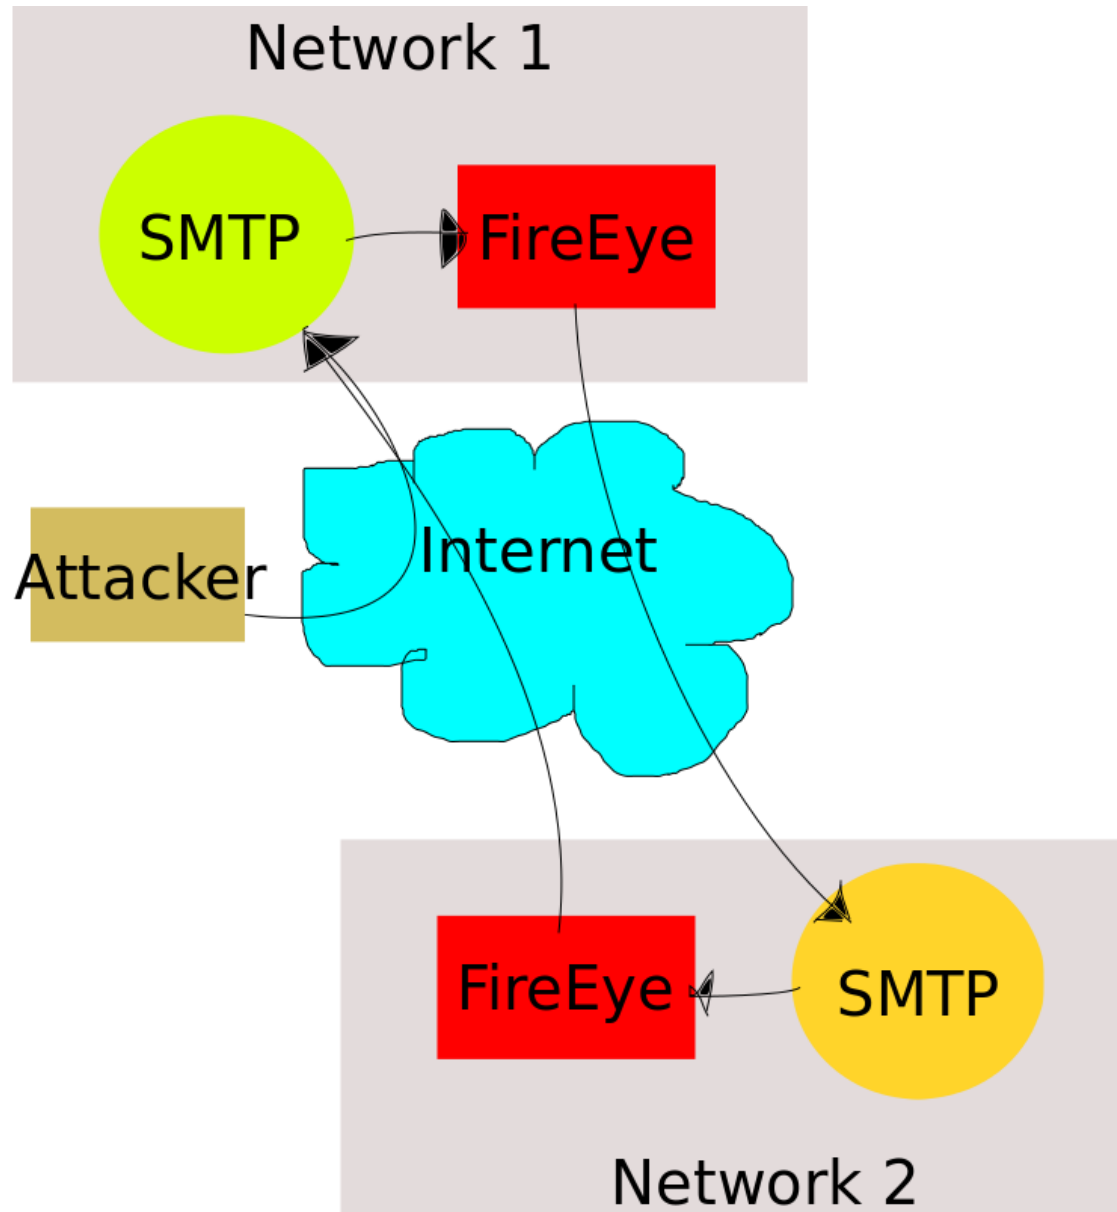 Network 1
SMTP
FireEye
Internet
Attacker
FireEye
SMTP
Network 2